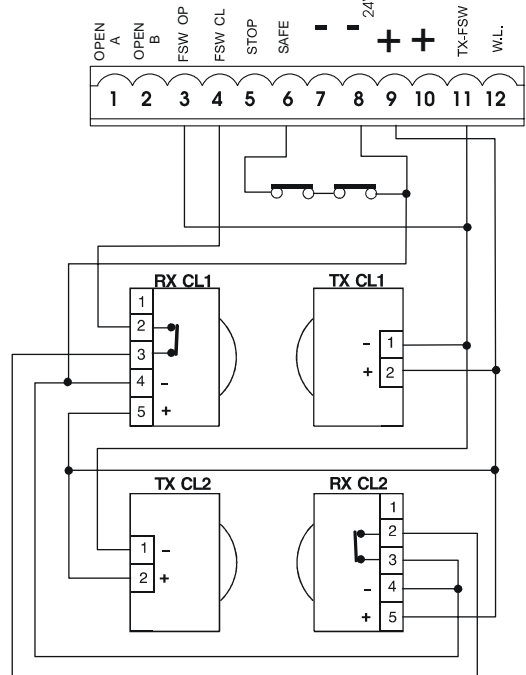 OPEN A
OPEN B
FSW OP
FSW CL
STOP
SAFE
-
- 24
+
+
TX-FSW
W.L.
1 2 3 4 5 6 7 8 9 10 11 12
RX CL1
1
2
3
4 -
5 +
TX CL1
- 1
+ 2
TX CL2
1 -
2 +
RX CL2
1
2
3
- 4
+ 5